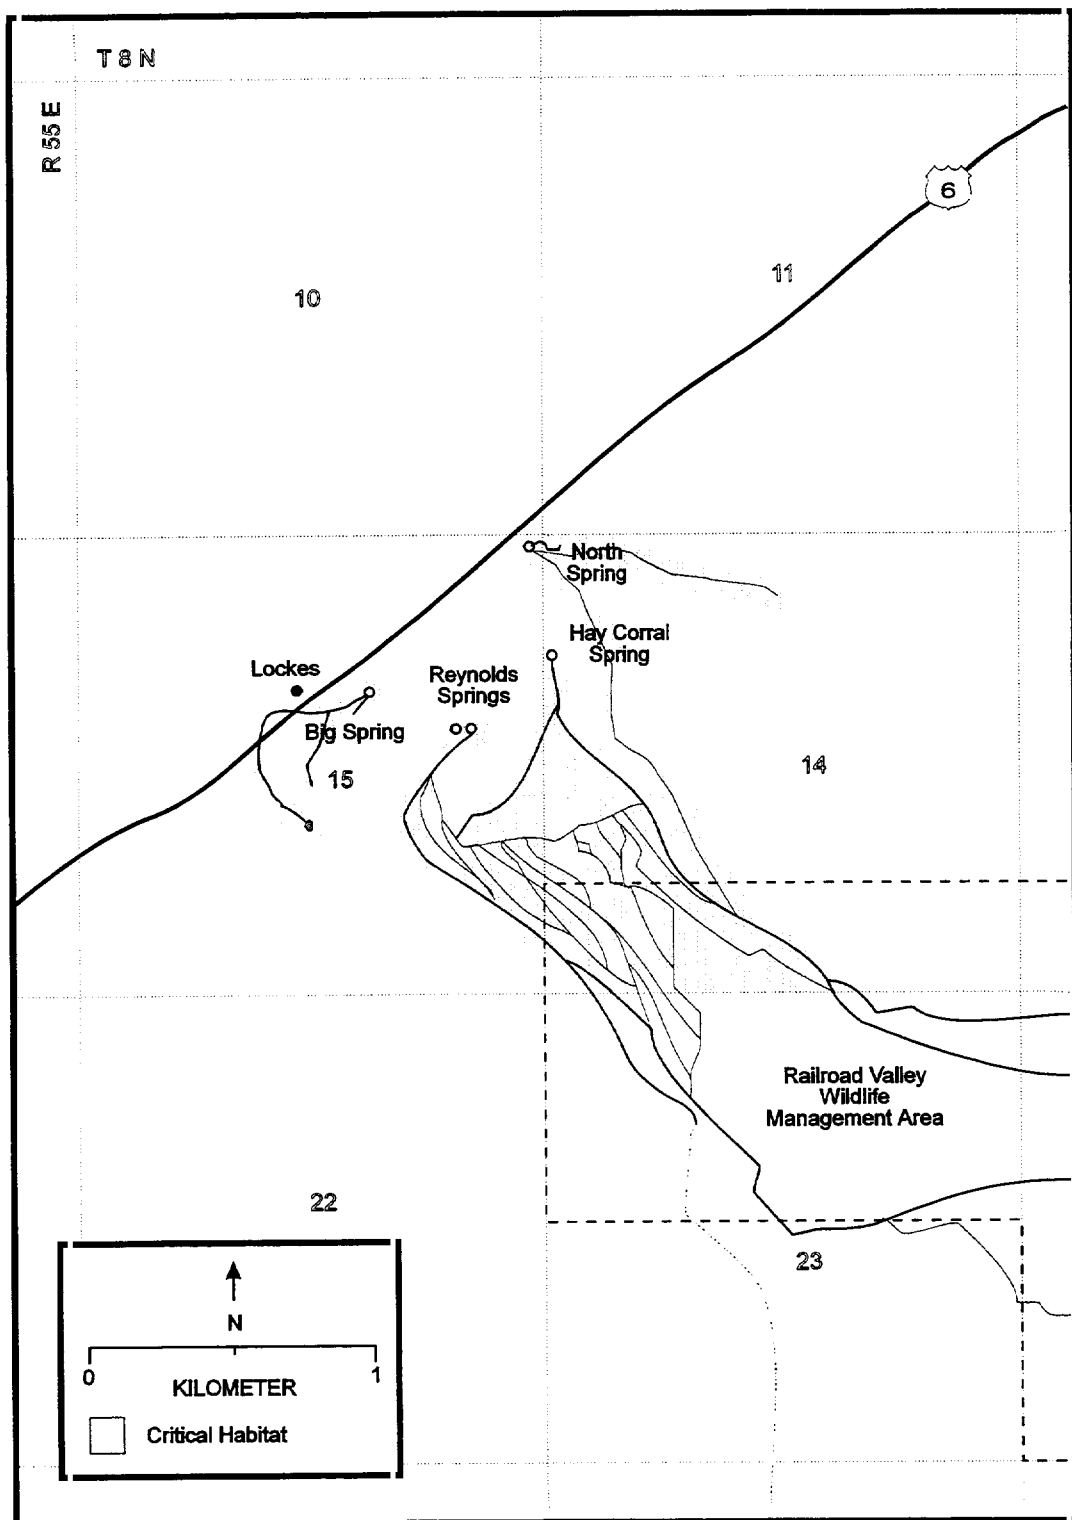 T 8 N
R 55 E
6
11
10
North
Spring
Hay Corral
Spring
Lockes
Reynolds
Springs
Big Spring
15
14
Railroad Valley
Wildlife
Management Area
22
23
N
0
1
KILOMETER
Critical Habitat